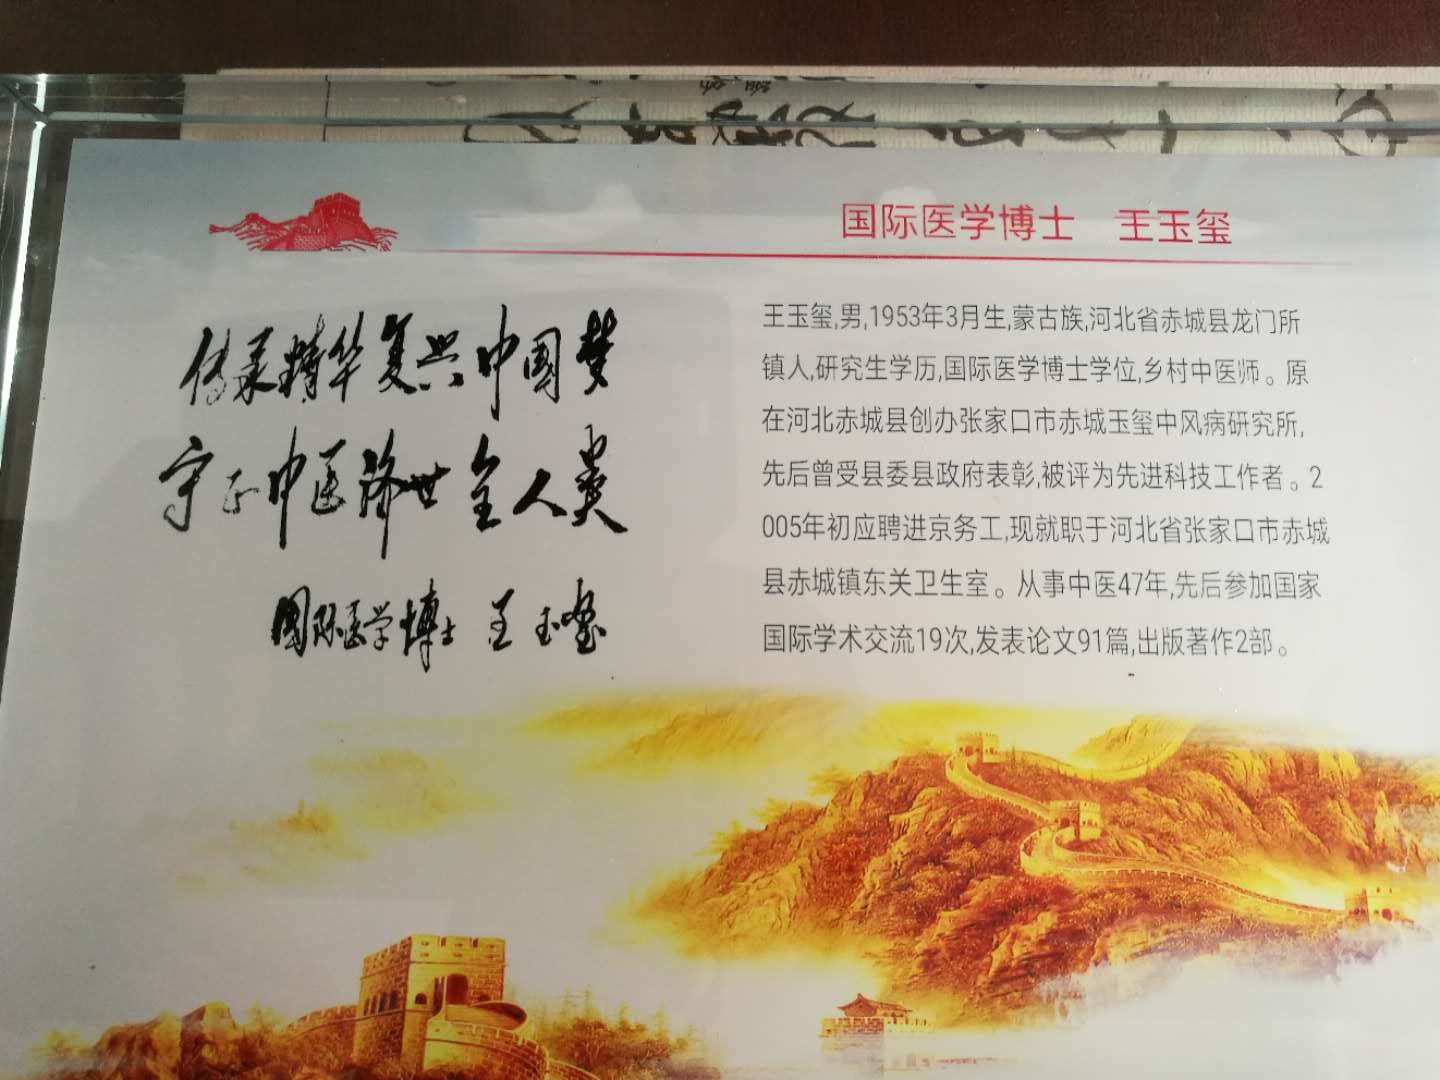 国际医学博士 王玉玺
传承精华复兴中国梦
守正中医济世全人类
国际医学博士 王玉玺
王玉玺,男,1953年3月生,蒙古族,河北省赤城县龙门所
镇人,研究生学历,国际医学博士学位,乡村中医师。原
在河北赤城县创办张家口市赤城玉玺中风病研究所,
先后曾受县委县政府表彰,被评为先进科技工作者。2
005年初应聘进京务工,现就职于河北省张家口市赤城
县赤城镇东关卫生室。从事中医47年,先后参加国家
国际学术交流19次,发表论文91篇,出版著作2部。